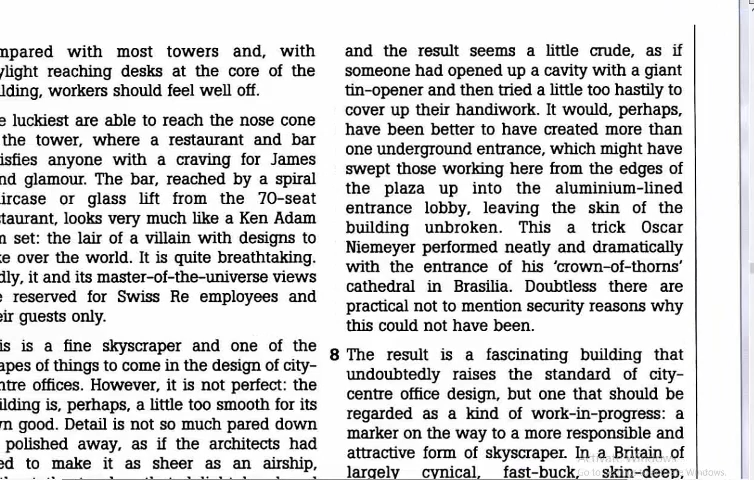 mpared with most towers and, with
ylight reaching desks at the core of the
lding, workers should feel well off.
e luckiest are able to reach the nose cone
the tower, where a restaurant and bar
isfies anyone with a craving for James
nd glamour. The bar, reached by a spiral
aircase or glass lift from the 70-seat
staurant, looks very much like a Ken Adam
m set: the lair of a villain with designs to
ke over the world. It is quite breathtaking.
dly, it and its master-of-the-universe views
e reserved for Swiss Re employees and
eir guests only.
is is a fine skyscraper and one of the
apes of things to come in the design of city-
ntre offices. However, it is not perfect: the
ilding is, perhaps, a little too smooth for its
n good. Detail is not so much pared down
polished away, as if the architects had
ed to make it as sheer as an airship,
and the result seems a little crude, as if
someone had opened up a cavity with a giant
tin-opener and then tried a little too hastily to
cover up their handiwork. It would, perhaps,
have been better to have created more than
one underground entrance, which might have
swept those working here from the edges of
the plaza up into the aluminium-lined
entrance lobby, leaving the skin of the
building unbroken. This a trick Oscar
Niemeyer performed neatly and dramatically
with the entrance of his 'crown-of-thorns'
cathedral in Brasilia. Doubtless there are
practical not to mention security reasons why
this could not have been.
8 The result is a fascinating building that
undoubtedly raises the standard of city-
centre office design, but one that should be
regarded as a kind of work-in-progress: a
marker on the way to a more responsible and
attractive form of skyscraper. In a Britain of
largely cynical, fast-buck, skin-deep,
Activate Windows
Go to Settings to activate Windows.